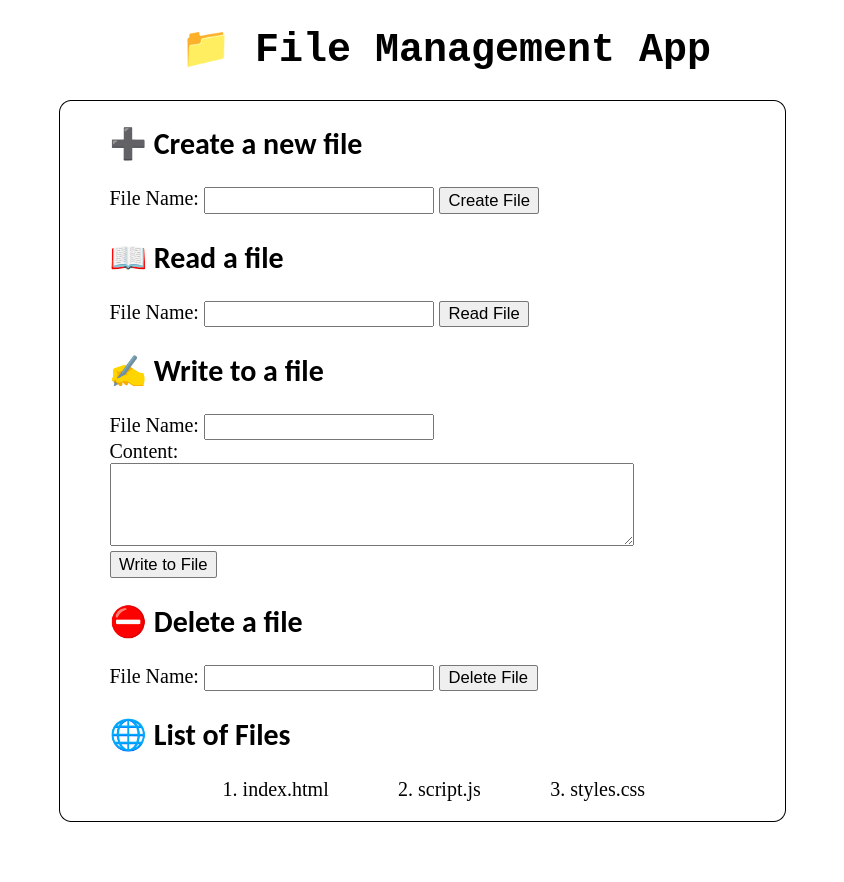 📁 File Management App
➕ Create a new file
File Name: Create File
📖 Read a file
File Name: Read File
✍️ Write to a file
File Name:
Content:
Write to File
⛔ Delete a file
File Name: Delete File
🌐 List of Files
1. index.html 2. script.js 3. styles.css